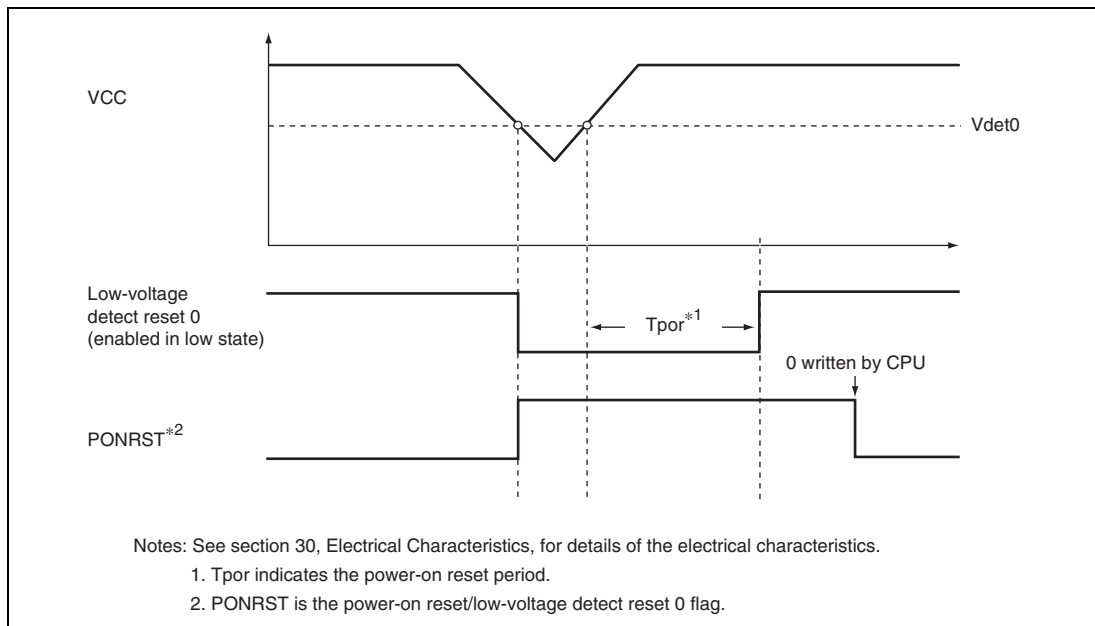 VCC
Vdet0
Low-voltage
detect reset 0
(enabled in low state)
Tpor*1
0 written by CPU
PONRST*2
Notes: See section 30, Electrical Characteristics, for details of the electrical characteristics.
1. Tpor indicates the power-on reset period.
2. PONRST is the power-on reset/low-voltage detect reset 0 flag.